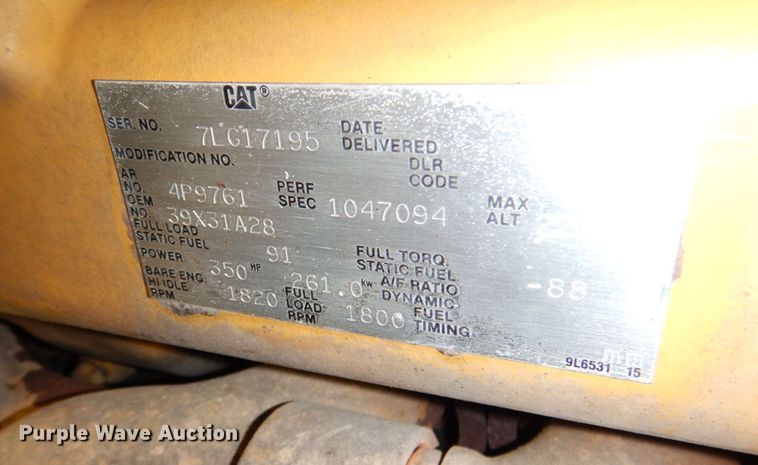 CAT®
SER. NO. 7LG17195 DATE DELIVERED
MODIFICATION NO. DLR CODE
AR NO. 4P9761 PERF SPEC 1047094 MAX ALT
OEM NO. 39X31A28
FULL LOAD STATIC FUEL 91 FULL TORQ. STATIC FUEL -88
POWER 350 HP 261.0 kw A/F RATIO DYNAMIC
BARE ENG. HI IDLE RPM 1820 FULL LOAD RPM 1800 FUEL TIMING
9L6531 15
Purple Wave Auction